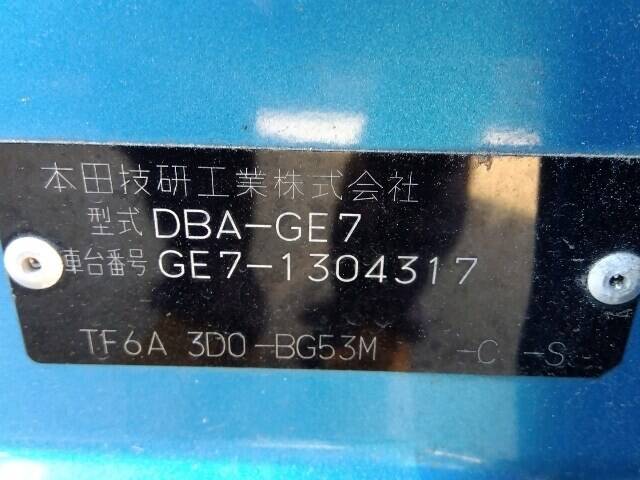 本田技研工業株式会社
型式 DBA-GE7
車台番号 GE7-1304317
TF6A 3D0-BG53M -C -S